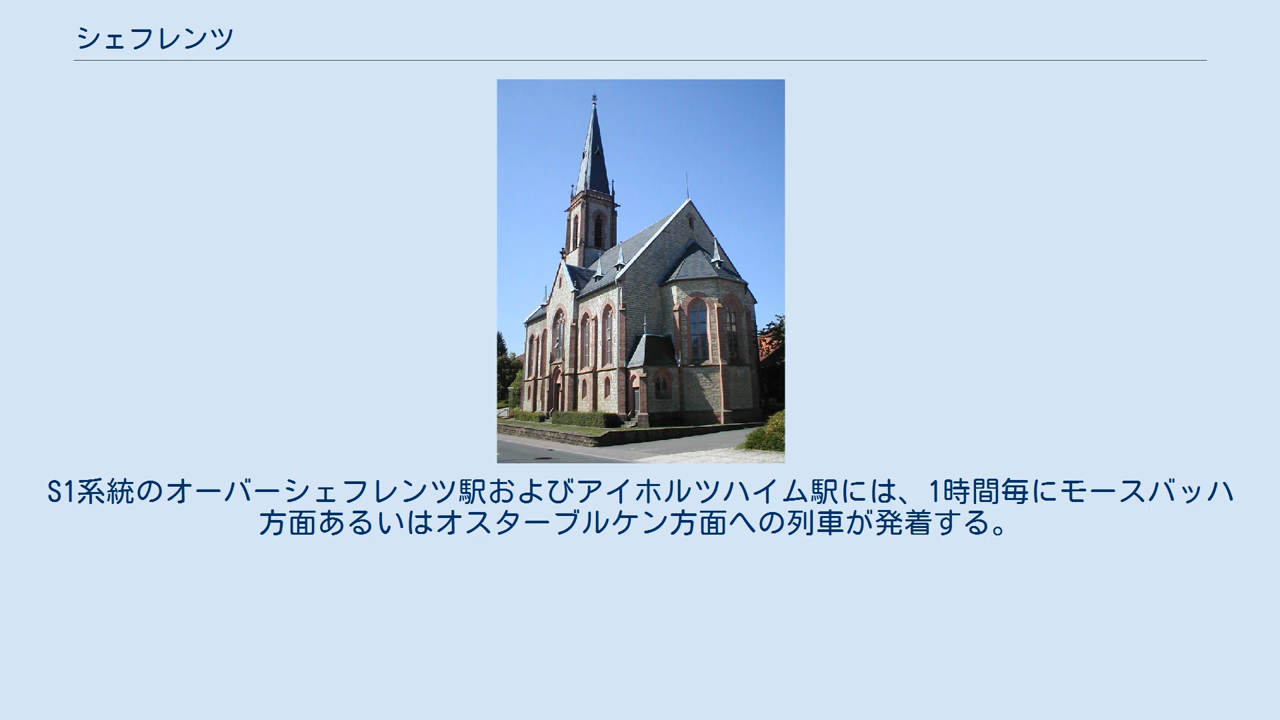 シェフレンツ
S1系統のオーバーシェフレンツ駅およびアイホルツハイム駅には、1時間毎にモースバッハ
方面あるいはオスターブルケン方面への列車が発着する。